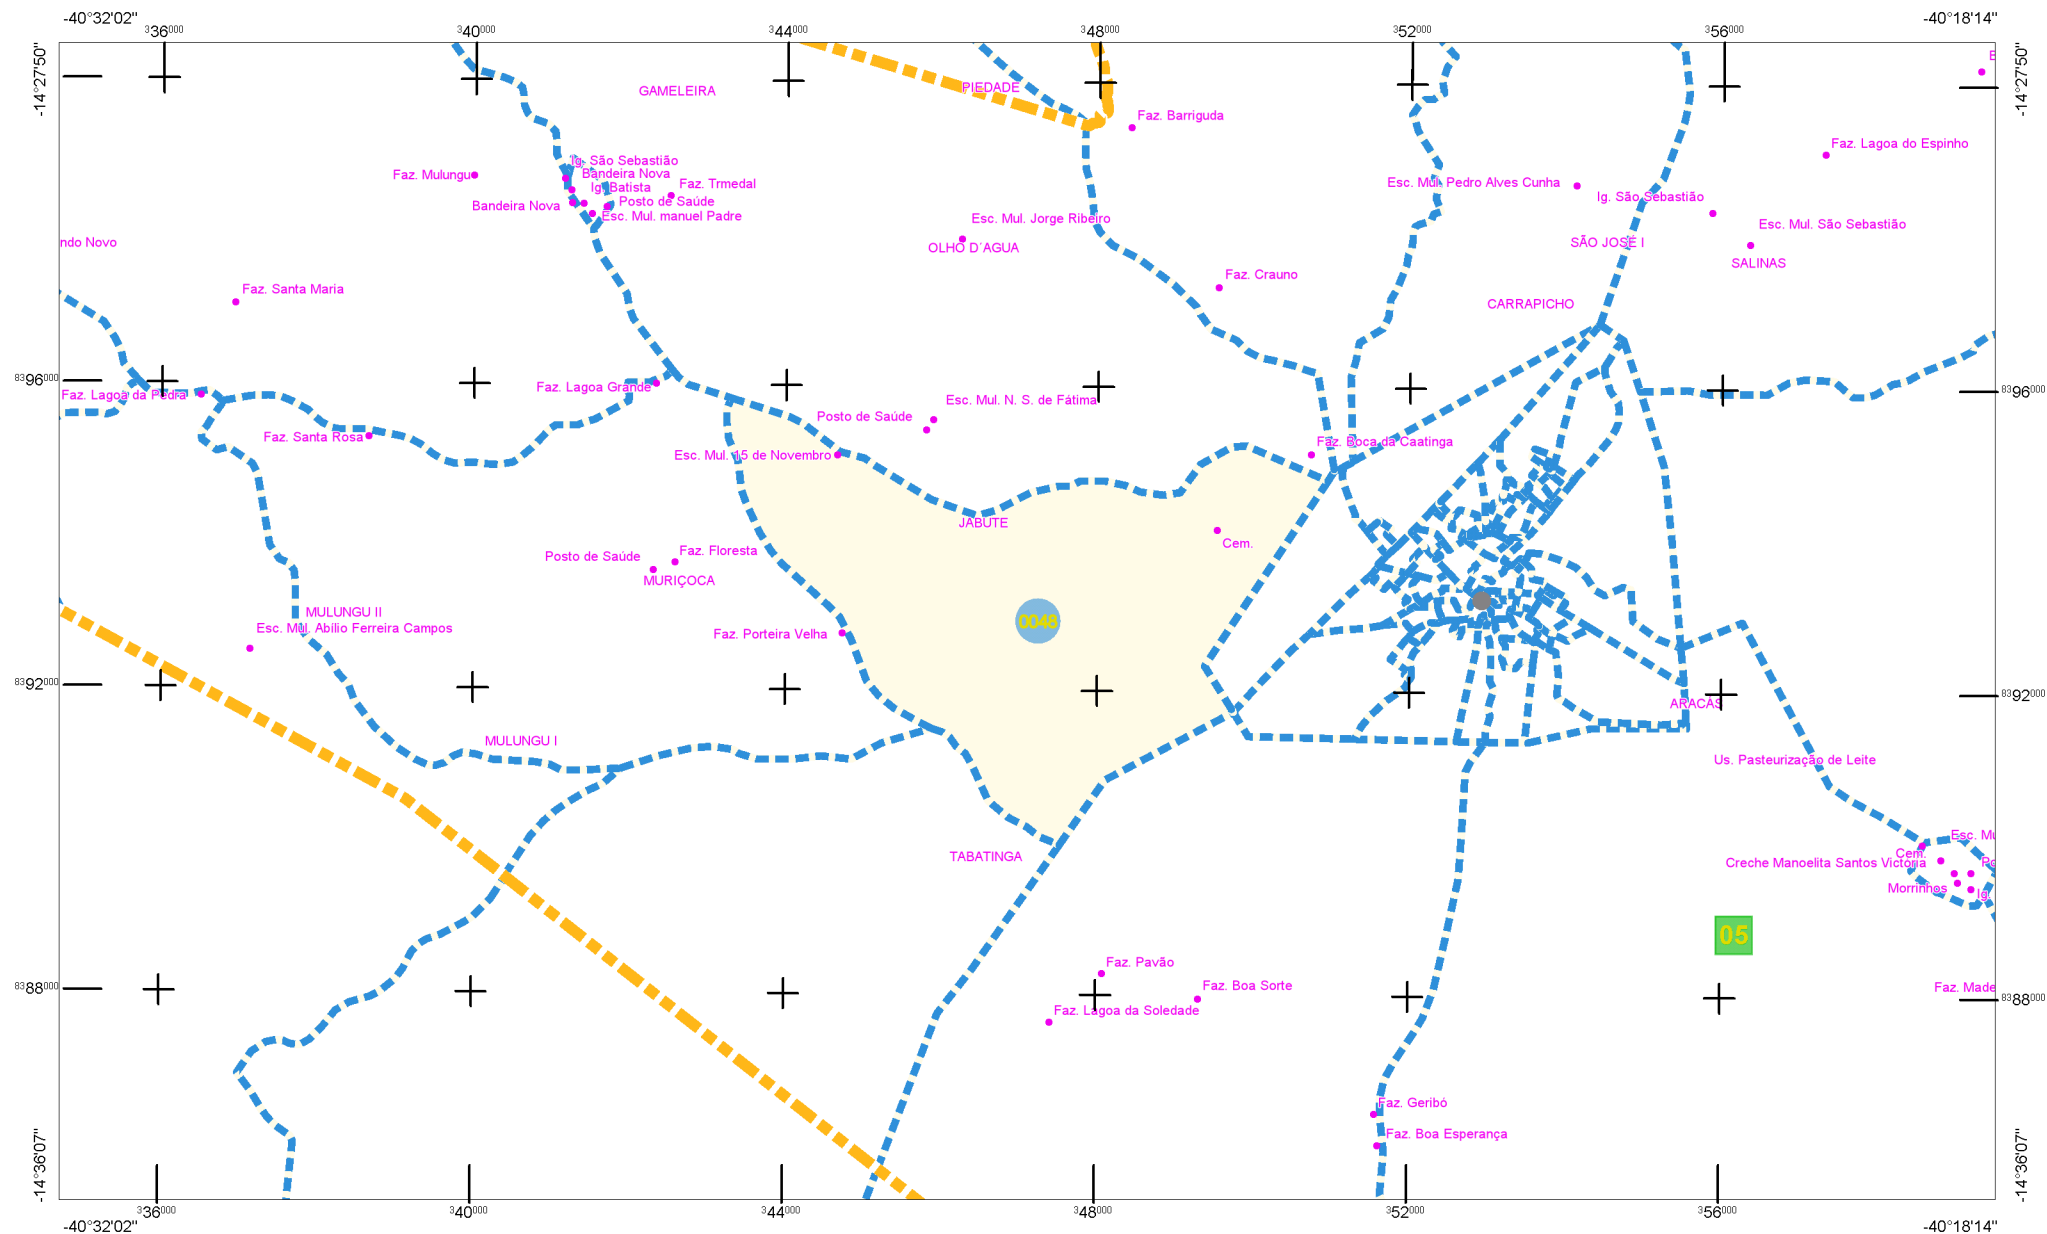 -40°32'02"
-40°18'14"
336000
340000
344000
348000
352000
356000
-14°27'50"
-14°27'50"
GAMELEIRA
PIEDADE
Faz. Barriguda
Faz. Lagoa do Espinho
Ig. São Sebastião
Bandeira Nova
Faz. Mulungu
Ig. Batista
Faz. Trmedal
Esc. Mul. Pedro Alves Cunha
Ig. São Sebastião
Bandeira Nova
Posto de Saúde
Esc. Mul. manuel Padre
Esc. Mul. Jorge Ribeiro
Esc. Mul. São Sebastião
ndo Novo
OLHO D'AGUA
SÃO JOSÉ I
SALINAS
Faz. Crauno
Faz. Santa Maria
CARRAPICHO
8396000
8396000
Faz. Lagoa da Pedra
Faz. Lagoa Grande
Esc. Mul. N. S. de Fátima
Posto de Saúde
Faz. Santa Rosa
Faz. Boca da Caatinga
Esc. Mul. 15 de Novembro
JABUTE
Cem.
Posto de Saúde
Faz. Floresta
MURIÇOCA
MULUNGU II
0048
Esc. Mul. Abílio Ferreira Campos
Faz. Porteira Velha
8392000
8392000
ARACÁS
MULUNGU I
Us. Pasteurização de Leite
Esc. Mu
Cem.
TABATINGA
Creche Manoelita Santos Victória
Po
Morrinhos
Ig.
05
Faz. Pavão
Faz. Boa Sorte
Faz. Made
8388000
8388000
Faz. Lagoa da Soledade
Faz. Geribó
Faz. Boa Esperança
-14°36'07"
-14°36'07"
336000
340000
344000
348000
352000
356000
-40°32'02"
-40°18'14"